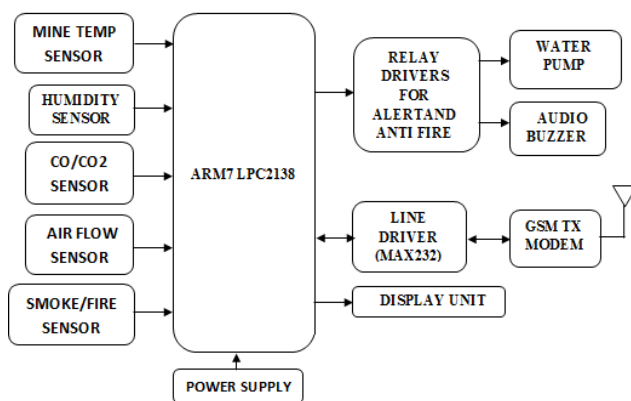 MINE TEMP
SENSOR
HUMIDITY
SENSOR
CO/CO2
SENSOR
AIR FLOW
SENSOR
SMOKE/FIRE
SENSOR
ARM7 LPC2138
POWER SUPPLY
RELAY
DRIVERS
FOR
ALERTAND
ANTI FIRE
WATER
PUMP
AUDIO
BUZZER
LINE
DRIVER
(MAX232)
GSM TX
MODEM
DISPLAY UNIT